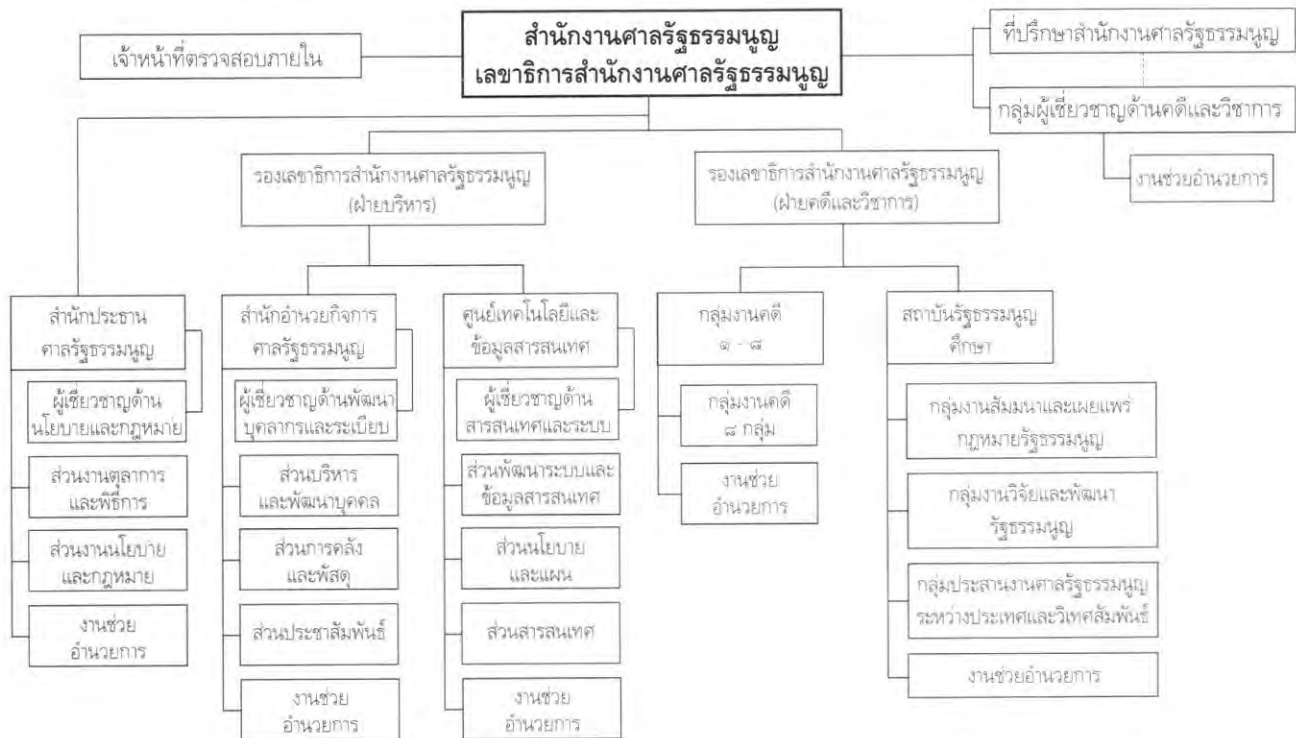 สำนักงานศาลรัฐธรรมนูญ
เลขาธิการสำนักงานศาลรัฐธรรมนูญ
เจ้าหน้าที่ตรวจสอบภายใน
ที่ปรึกษาสำนักงานศาลรัฐธรรมนูญ
กลุ่มผู้เชี่ยวชาญด้านคดีและวิชาการ
งานช่วยอำนวยการ
รองเลขาธิการสำนักงานศาลรัฐธรรมนูญ
(ฝ่ายบริหาร)
รองเลขาธิการสำนักงานศาลรัฐธรรมนูญ
(ฝ่ายคดีและวิชาการ)
สำนักประธาน
ศาลรัฐธรรมนูญ
ผู้เชี่ยวชาญด้าน
นโยบายและกฎหมาย
ส่วนงานตุลาการ
และพิธีการ
ส่วนงานนโยบาย
และกฎหมาย
งานช่วย
อำนวยการ
สำนักอำนวยกิจการ
ศาลรัฐธรรมนูญ
ผู้เชี่ยวชาญด้านพัฒนา
บุคลากรและระเบียบ
ส่วนบริหาร
และพัฒนาบุคคล
ส่วนการคลัง
และพัสดุ
ส่วนประชาสัมพันธ์
งานช่วย
อำนวยการ
ศูนย์เทคโนโลยีและ
ข้อมูลสารสนเทศ
ผู้เชี่ยวชาญด้าน
สารสนเทศและระบบ
ส่วนพัฒนาระบบและ
ข้อมูลสารสนเทศ
ส่วนนโยบาย
และแผน
ส่วนสารสนเทศ
งานช่วย
อำนวยการ
กลุ่มงานคดี
๑ - ๘
กลุ่มงานคดี
๘ กลุ่ม
งานช่วย
อำนวยการ
สถาบันรัฐธรรมนูญ
ศึกษา
กลุ่มงานสัมมนาและเผยแพร่
กฎหมายรัฐธรรมนูญ
กลุ่มงานวิจัยและพัฒนา
รัฐธรรมนูญ
กลุ่มประสานงานศาลรัฐธรรมนูญ
ระหว่างประเทศและวิเทศสัมพันธ์
งานช่วยอำนวยการ